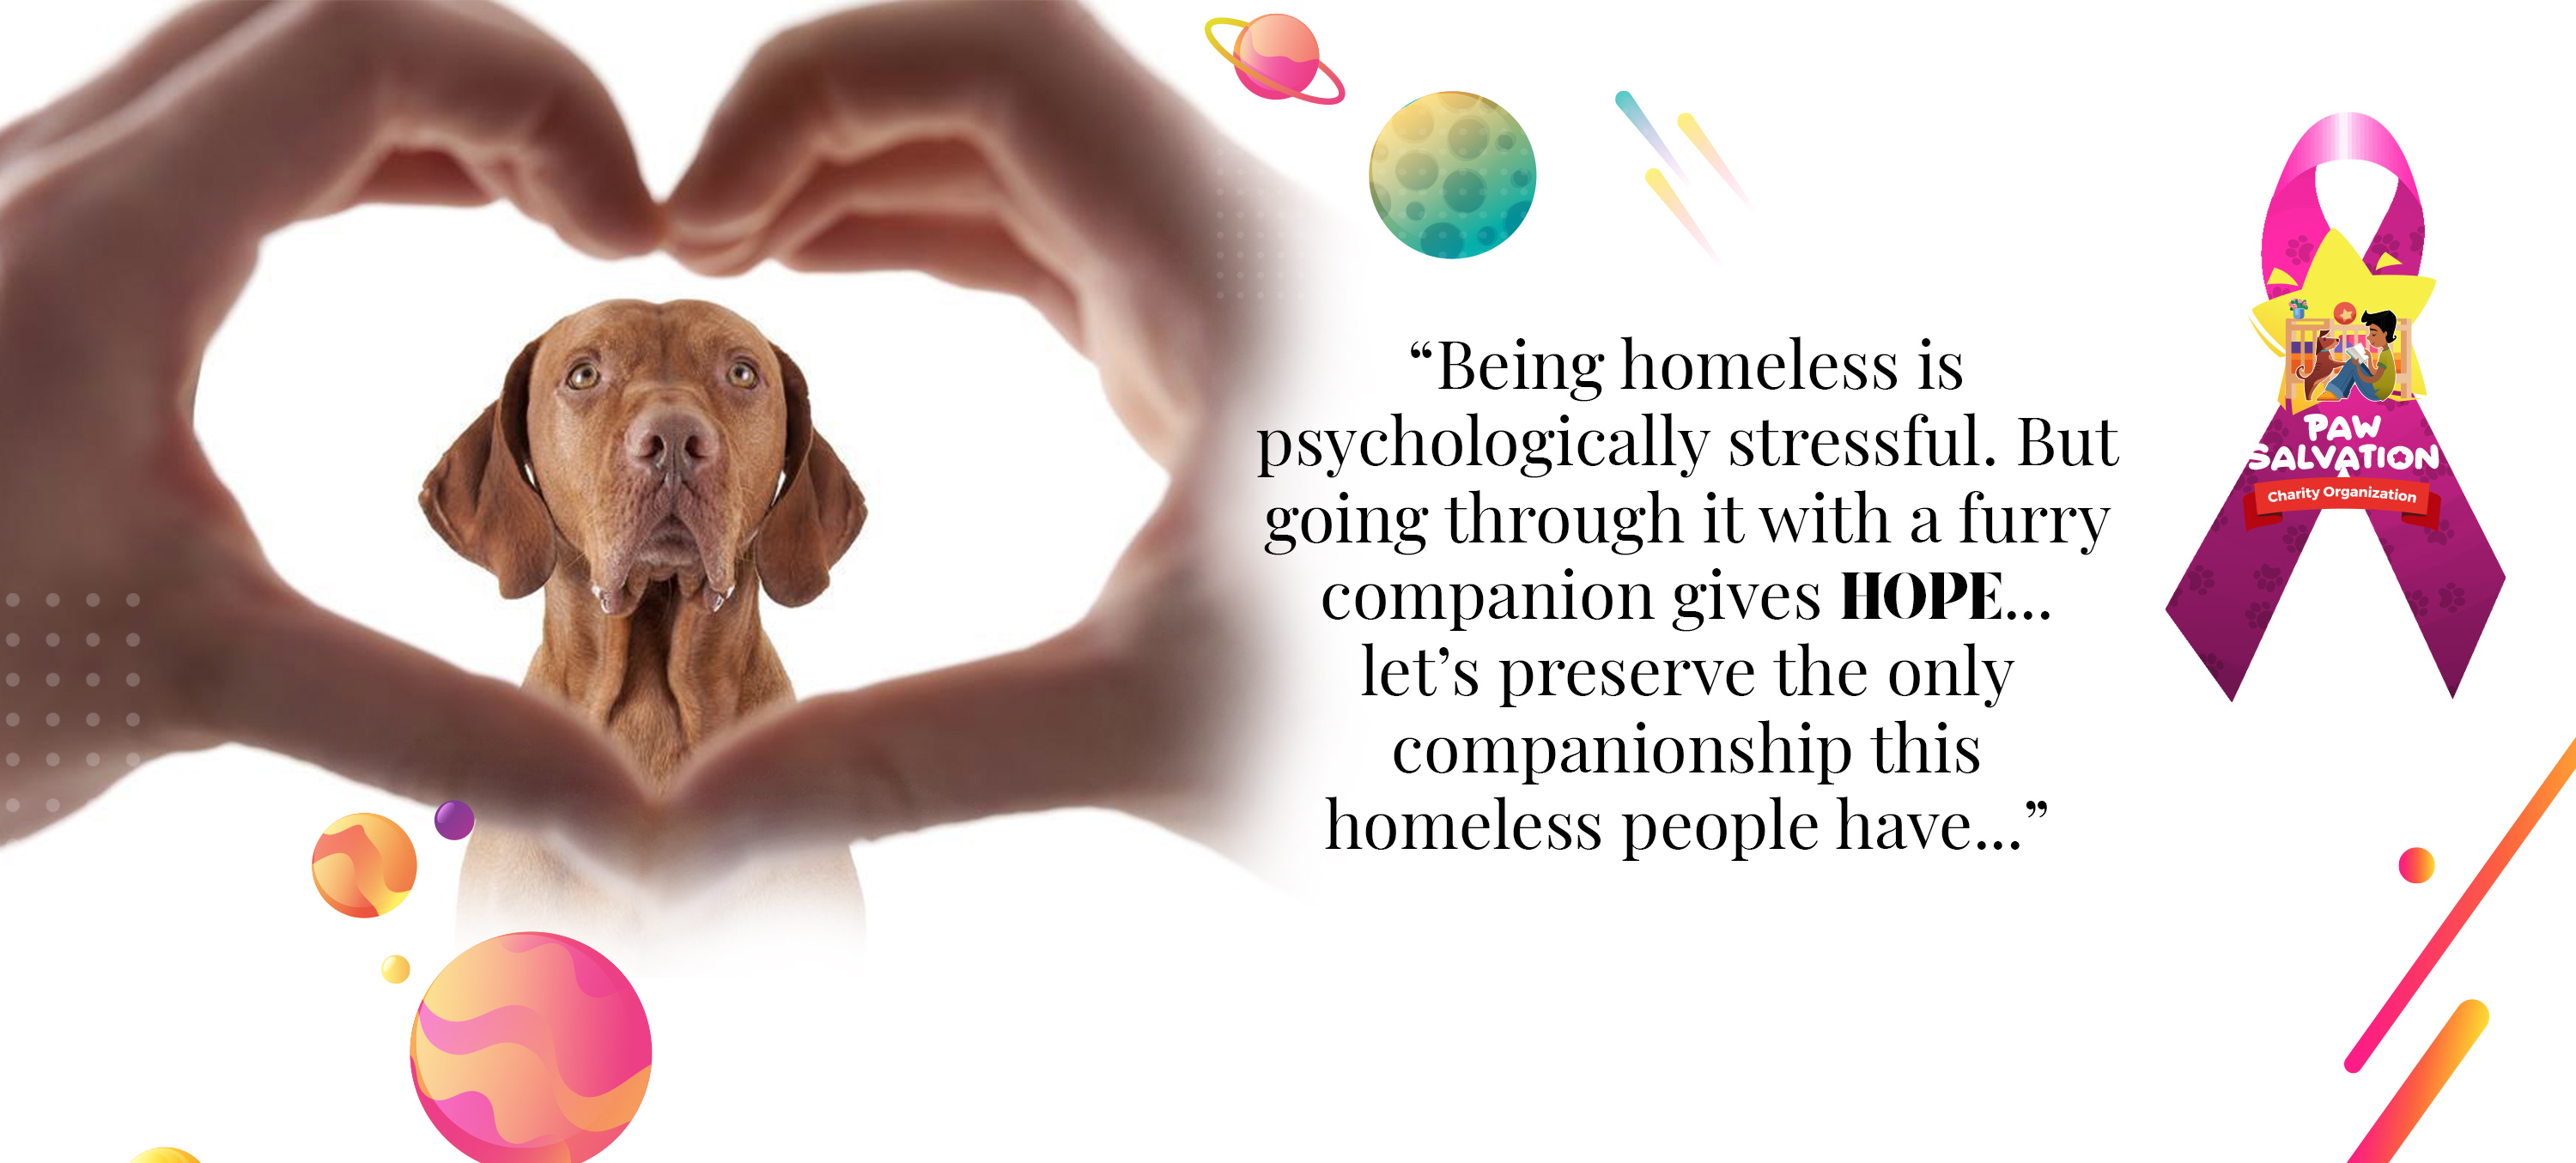 “Being homeless is
psychologically stressful. But
going through it with a furry
companion gives HOPE...
let’s preserve the only
companionship this
homeless people have...”
PAW
SALVATION
Charity Organization